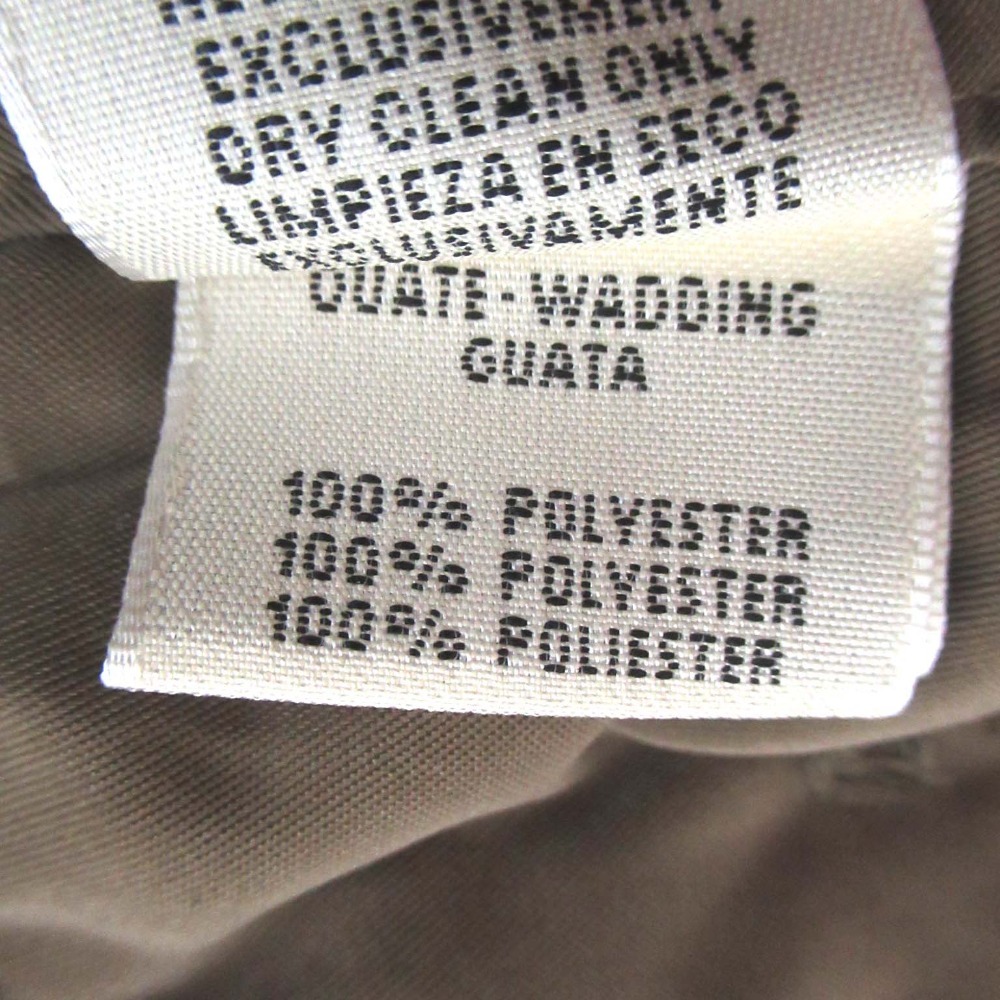 EXCLUSIVEMENT
DRY CLEAN ONLY
LIMPIEZA EN SECO
EXCLUSIVAMENTE
OUATE-WADDING
GUATA
100% POLYESTER
100% POLYESTER
100% POLIESTER